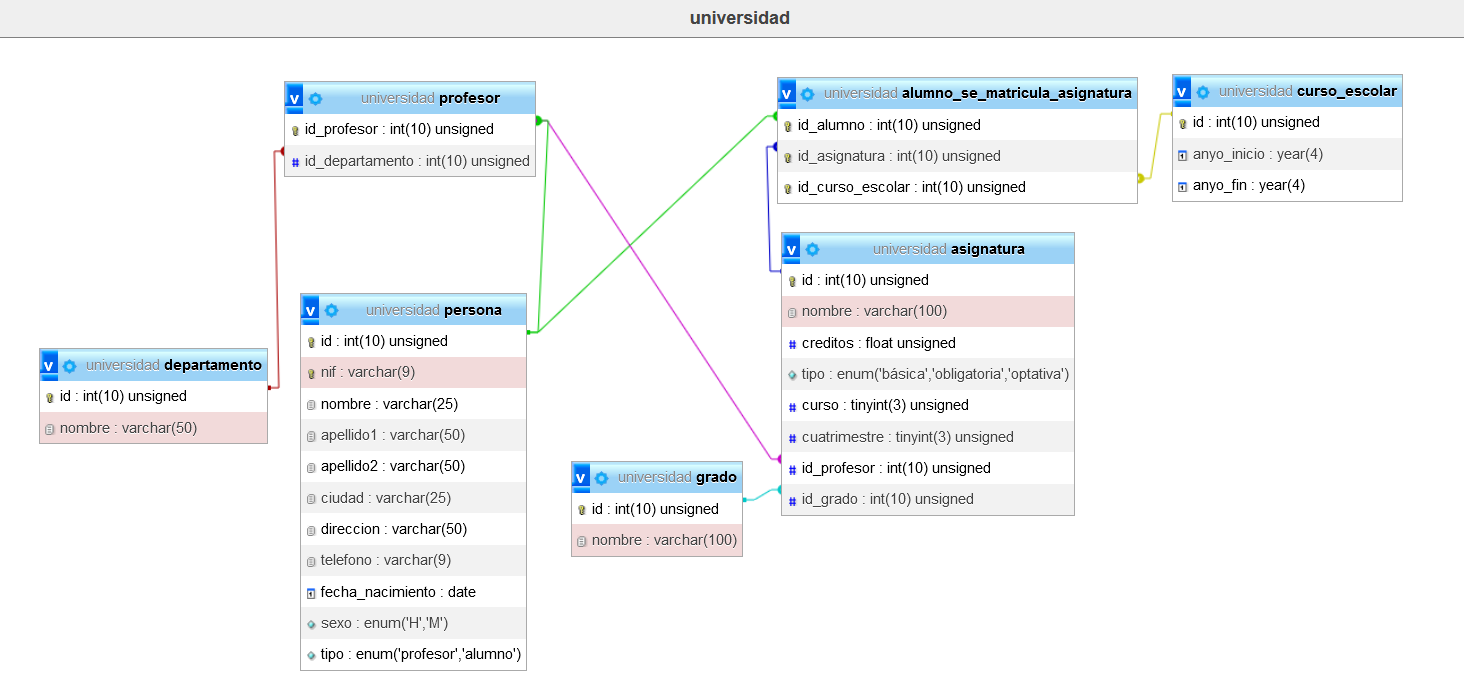 universidad
v universidad profesor
id_profesor : int(10) unsigned
# id_departamento : int(10) unsigned
v universidad alumno_se_matricula_asignatura
id_alumno : int(10) unsigned
id_asignatura : int(10) unsigned
id_curso_escolar : int(10) unsigned
v universidad curso_escolar
id : int(10) unsigned
anyo_inicio : year(4)
anyo_fin : year(4)
v universidad asignatura
id : int(10) unsigned
nombre : varchar(100)
# creditos : float unsigned
tipo : enum('básica','obligatoria','optativa')
# curso : tinyint(3) unsigned
# cuatrimestre : tinyint(3) unsigned
# id_profesor : int(10) unsigned
# id_grado : int(10) unsigned
v universidad persona
id : int(10) unsigned
nif : varchar(9)
nombre : varchar(25)
apellido1 : varchar(50)
apellido2 : varchar(50)
ciudad : varchar(25)
direccion : varchar(50)
telefono : varchar(9)
fecha_nacimiento : date
sexo : enum('H','M')
tipo : enum('profesor','alumno')
v universidad departamento
id : int(10) unsigned
nombre : varchar(50)
v universidad grado
id : int(10) unsigned
nombre : varchar(100)